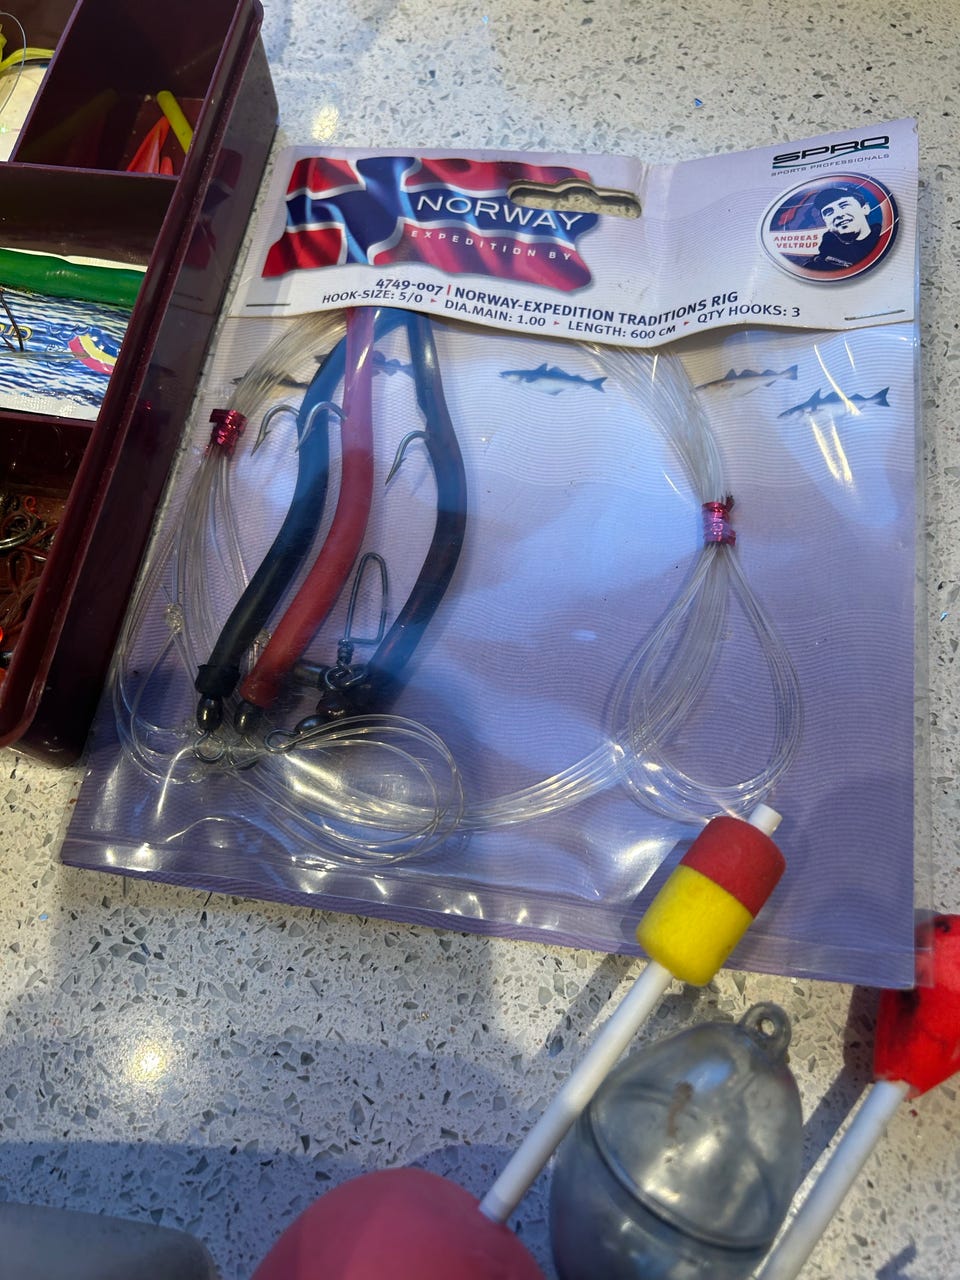 SPRO
SPORTS PROFESSIONALS
NORWAY
EXPEDITION BY
ANDREAS
VELTRUP
4749-007 | NORWAY-EXPEDITION TRADITIONS RIG
HOOK-SIZE: 5/0 ▸ DIA.MAIN: 1.00 ▸ LENGTH: 600 CM ▸ QTY HOOKS: 3